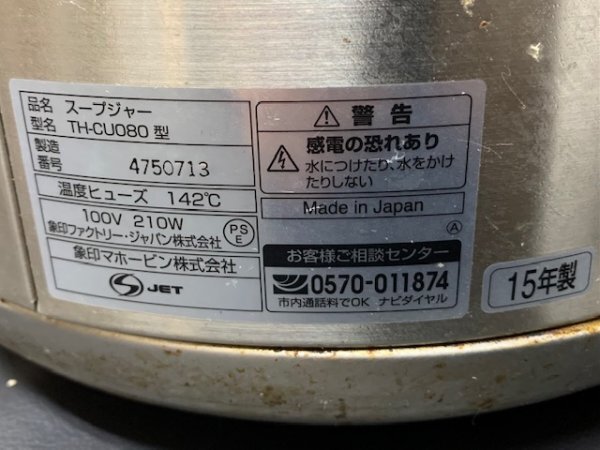 品名 スープジャー
型名 TH-CU080 型
製造
番号 4750713
温度ヒューズ 142℃
100V 210W
象印ファクトリー・ジャパン株式会社
PS
E
象印マホービン株式会社
JET
警告
感電の恐れあり
水につけたり、水をかけ
たりしない
Made in Japan
A
お客様ご相談センター
0570-011874
市内通話料でOK ナビダイヤル
15年製